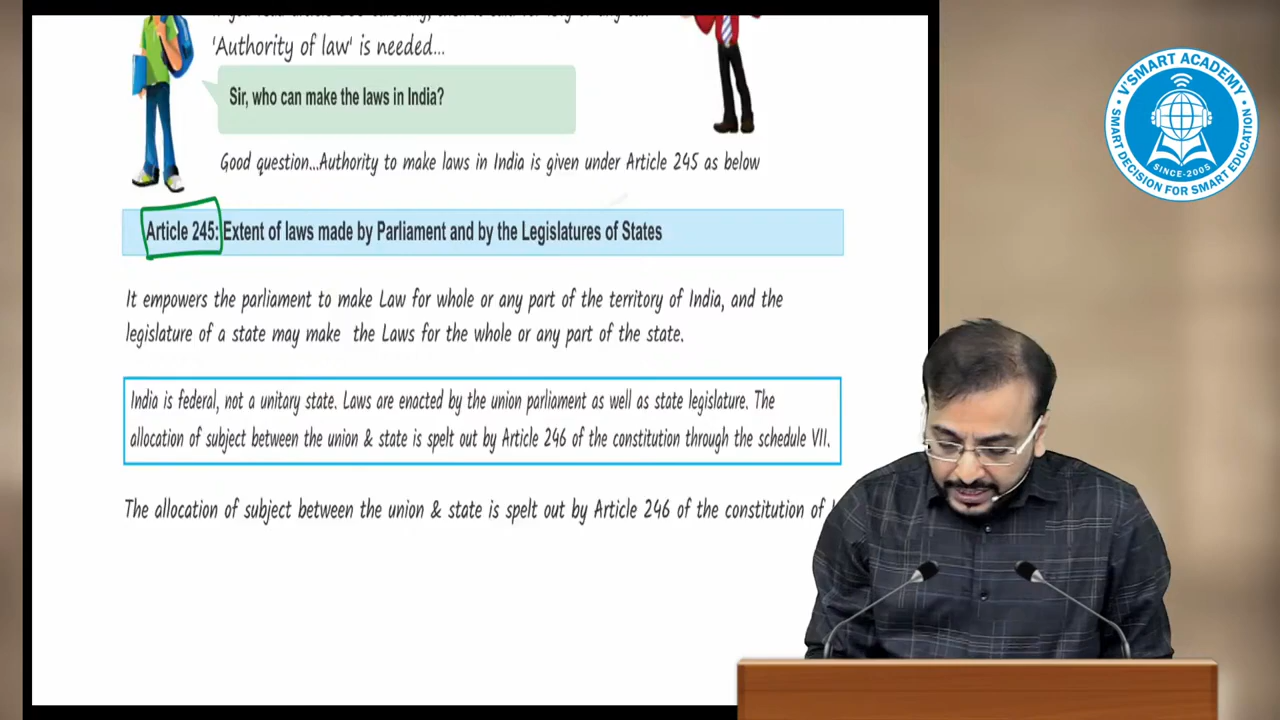 'Authority of law' is needed...
Sir, who can make the laws in India?
Good question...Authority to make laws in India is given under Article 245 as below
Article 245: Extent of laws made by Parliament and by the Legislatures of States
It empowers the parliament to make Law for whole or any part of the territory of India, and the
legislature of a state may make the Laws for the whole or any part of the state.
India is federal, not a unitary state. Laws are enacted by the union parliament as well as state legislature. The
allocation of subject between the union & state is spelt out by Article 246 of the constitution through the schedule VII.
The allocation of subject between the union & state is spelt out by Article 246 of the constitution of
V'SMART ACADEMY
SINCE-2005
SMART DECISION FOR SMART EDUCATION